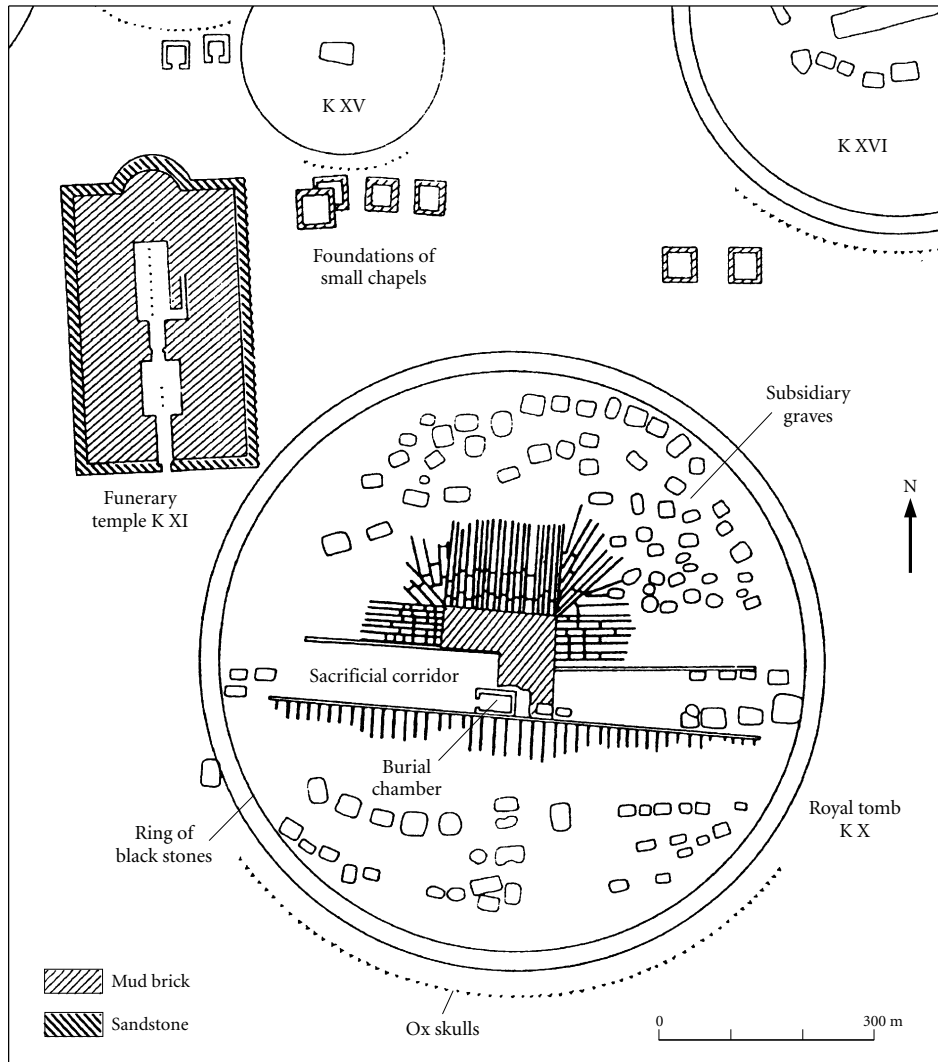 K XV
K XVI
Foundations of
small chapels
Subsidiary
graves
N
Funerary
temple K XI
Sacrificial corridor
Burial
chamber
Ring of
black stones
Royal tomb
K X
Mud brick
Sandstone
Ox skulls
0
300 m